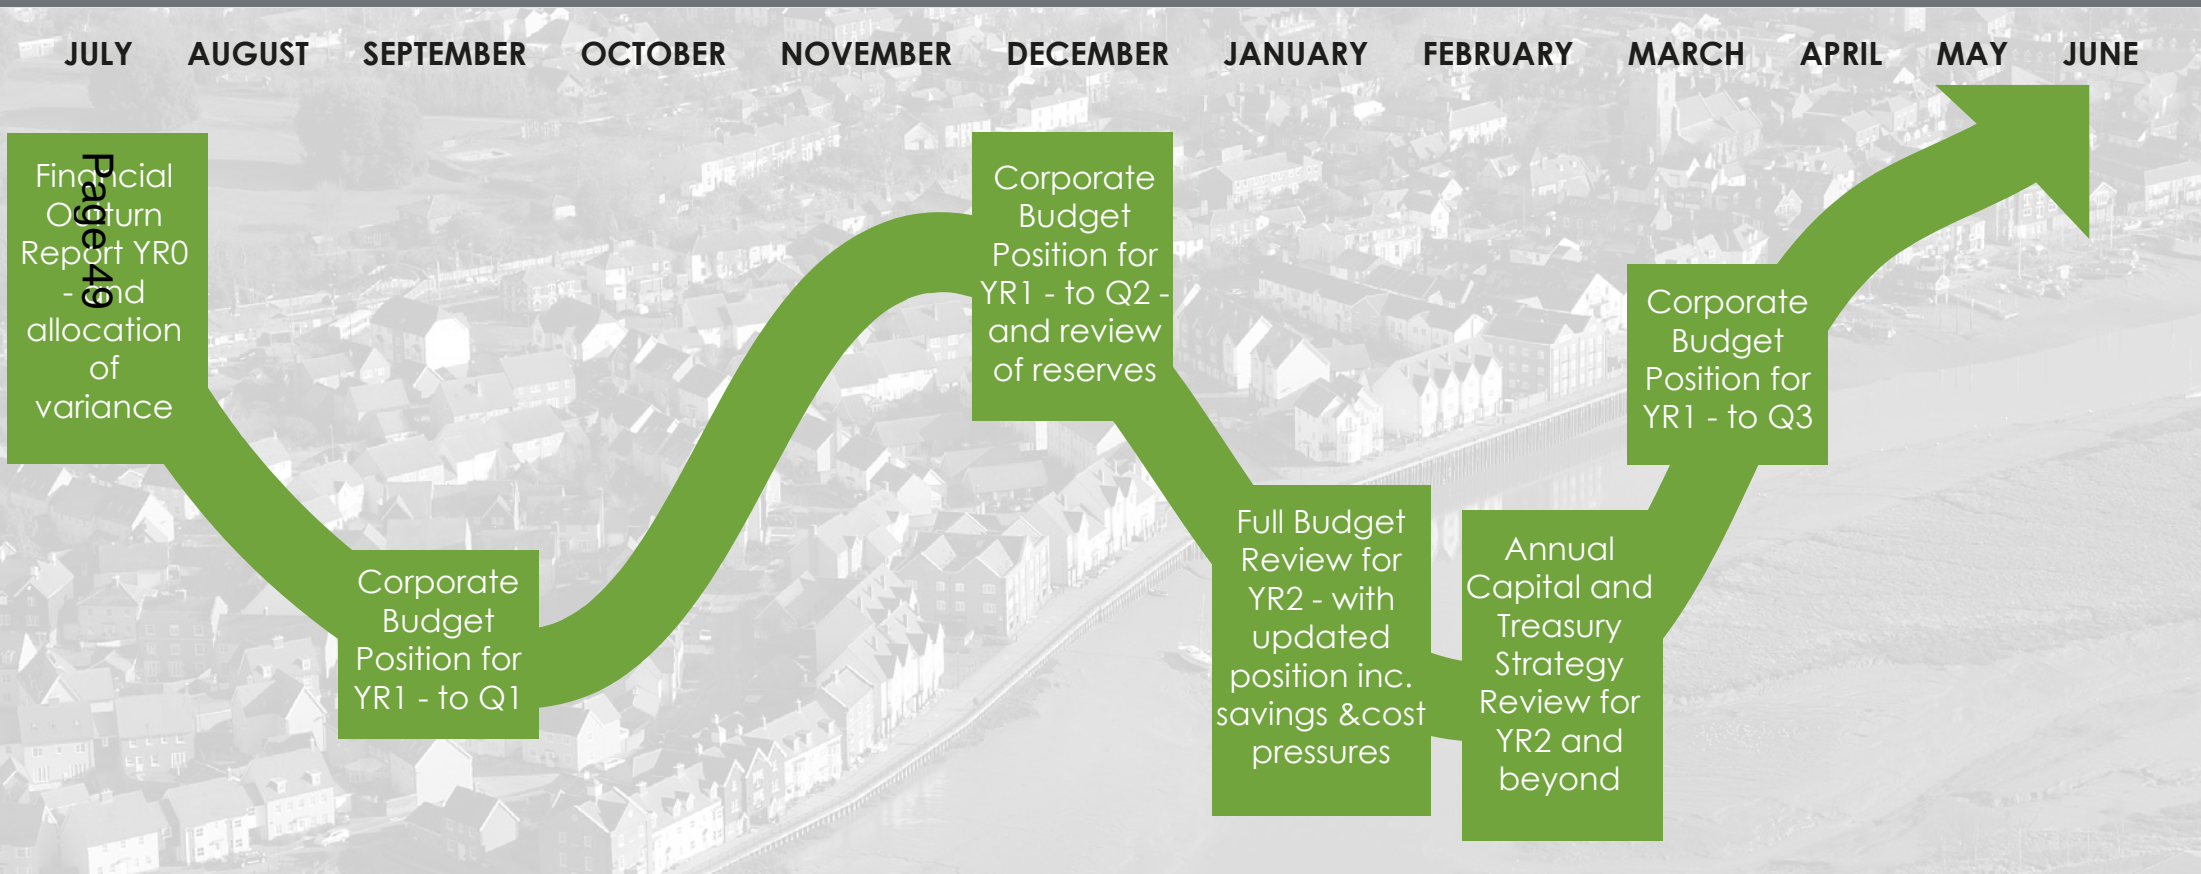 JULY AUGUST SEPTEMBER OCTOBER NOVEMBER DECEMBER JANUARY FEBRUARY MARCH APRIL MAY JUNE
Financial
Outturn
Report YR0
- and
allocation
of
variance
Page 49
Corporate
Budget
Position for
YR1 - to Q1
Corporate
Budget
Position for
YR1 - to Q2 -
and review
of reserves
Full Budget
Review for
YR2 - with
updated
position inc.
savings &cost
pressures
Annual
Capital and
Treasury
Strategy
Review for
YR2 and
beyond
Corporate
Budget
Position for
YR1 - to Q3